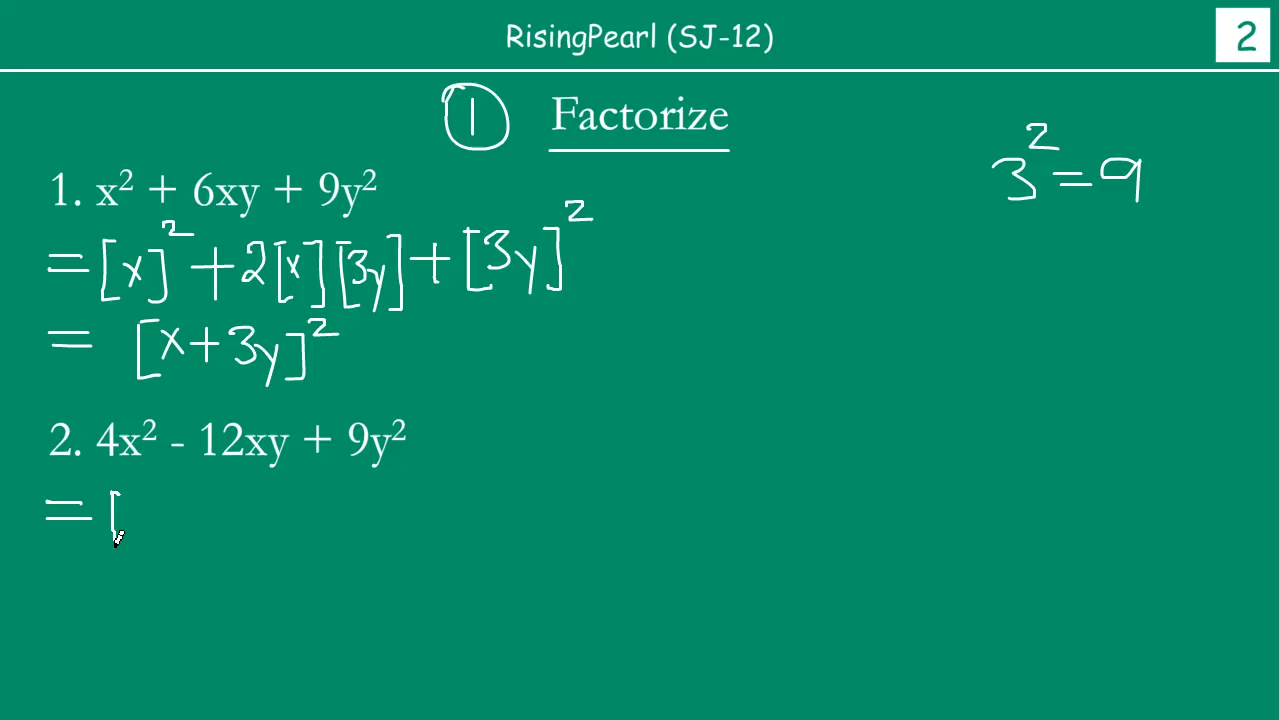 RisingPearl (SJ-12)
2
① Factorize
3² = 9
1. x² + 6xy + 9y²
= [x]² + 2[x][3y] + [3y]²
= [x + 3y]²
2. 4x² - 12xy + 9y²
= [